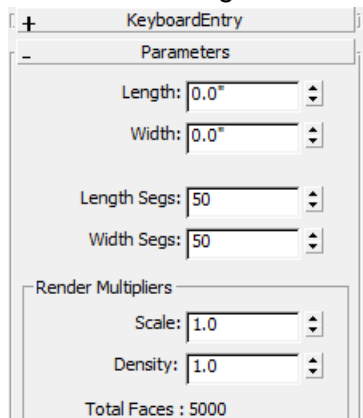 + KeyboardEntry
- Parameters
Length: 0.0"
Width: 0.0"
Length Segs: 50
Width Segs: 50
Render Multipliers
Scale: 1.0
Density: 1.0
Total Faces : 5000